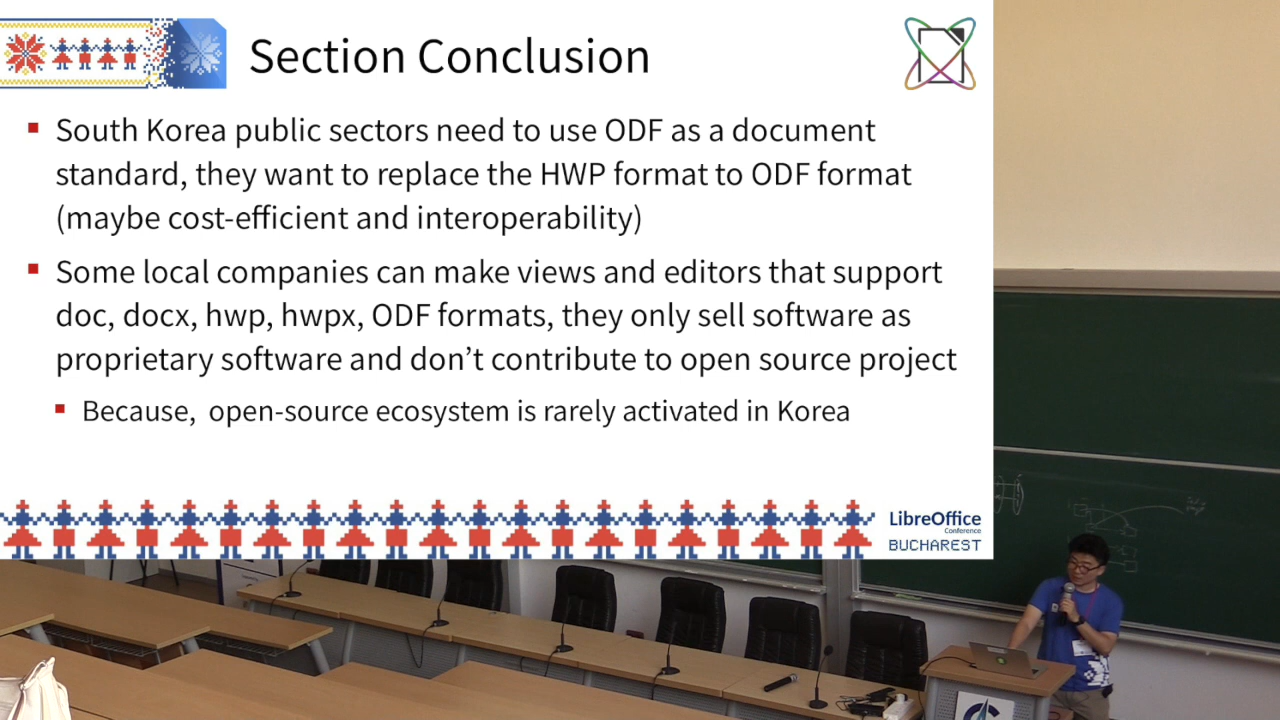 Section Conclusion
South Korea public sectors need to use ODF as a document
standard, they want to replace the HWP format to ODF format
(maybe cost-efficient and interoperability)
Some local companies can make views and editors that support
doc, docx, hwp, hwpx, ODF formats, they only sell software as
proprietary software and don’t contribute to open source project
Because,  open-source ecosystem is rarely activated in Korea
LibreOffice
Conference
BUCHAREST